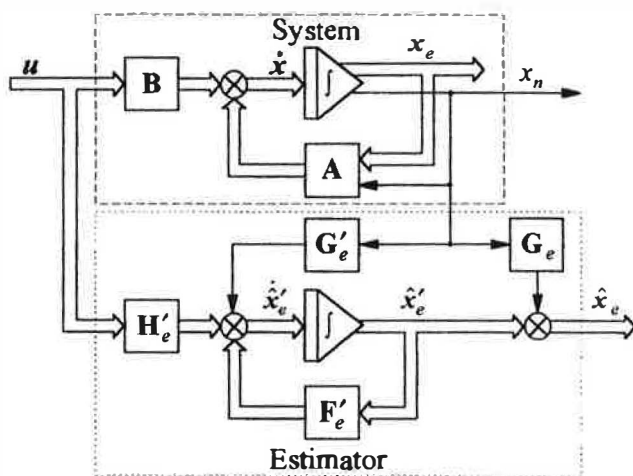 System
u
B
ẋ
∫
x_e
x_n
A
G′_e
G_e
H′_e
x̂̇′_e
∫
x̂′_e
x̂_e
F′_e
Estimator